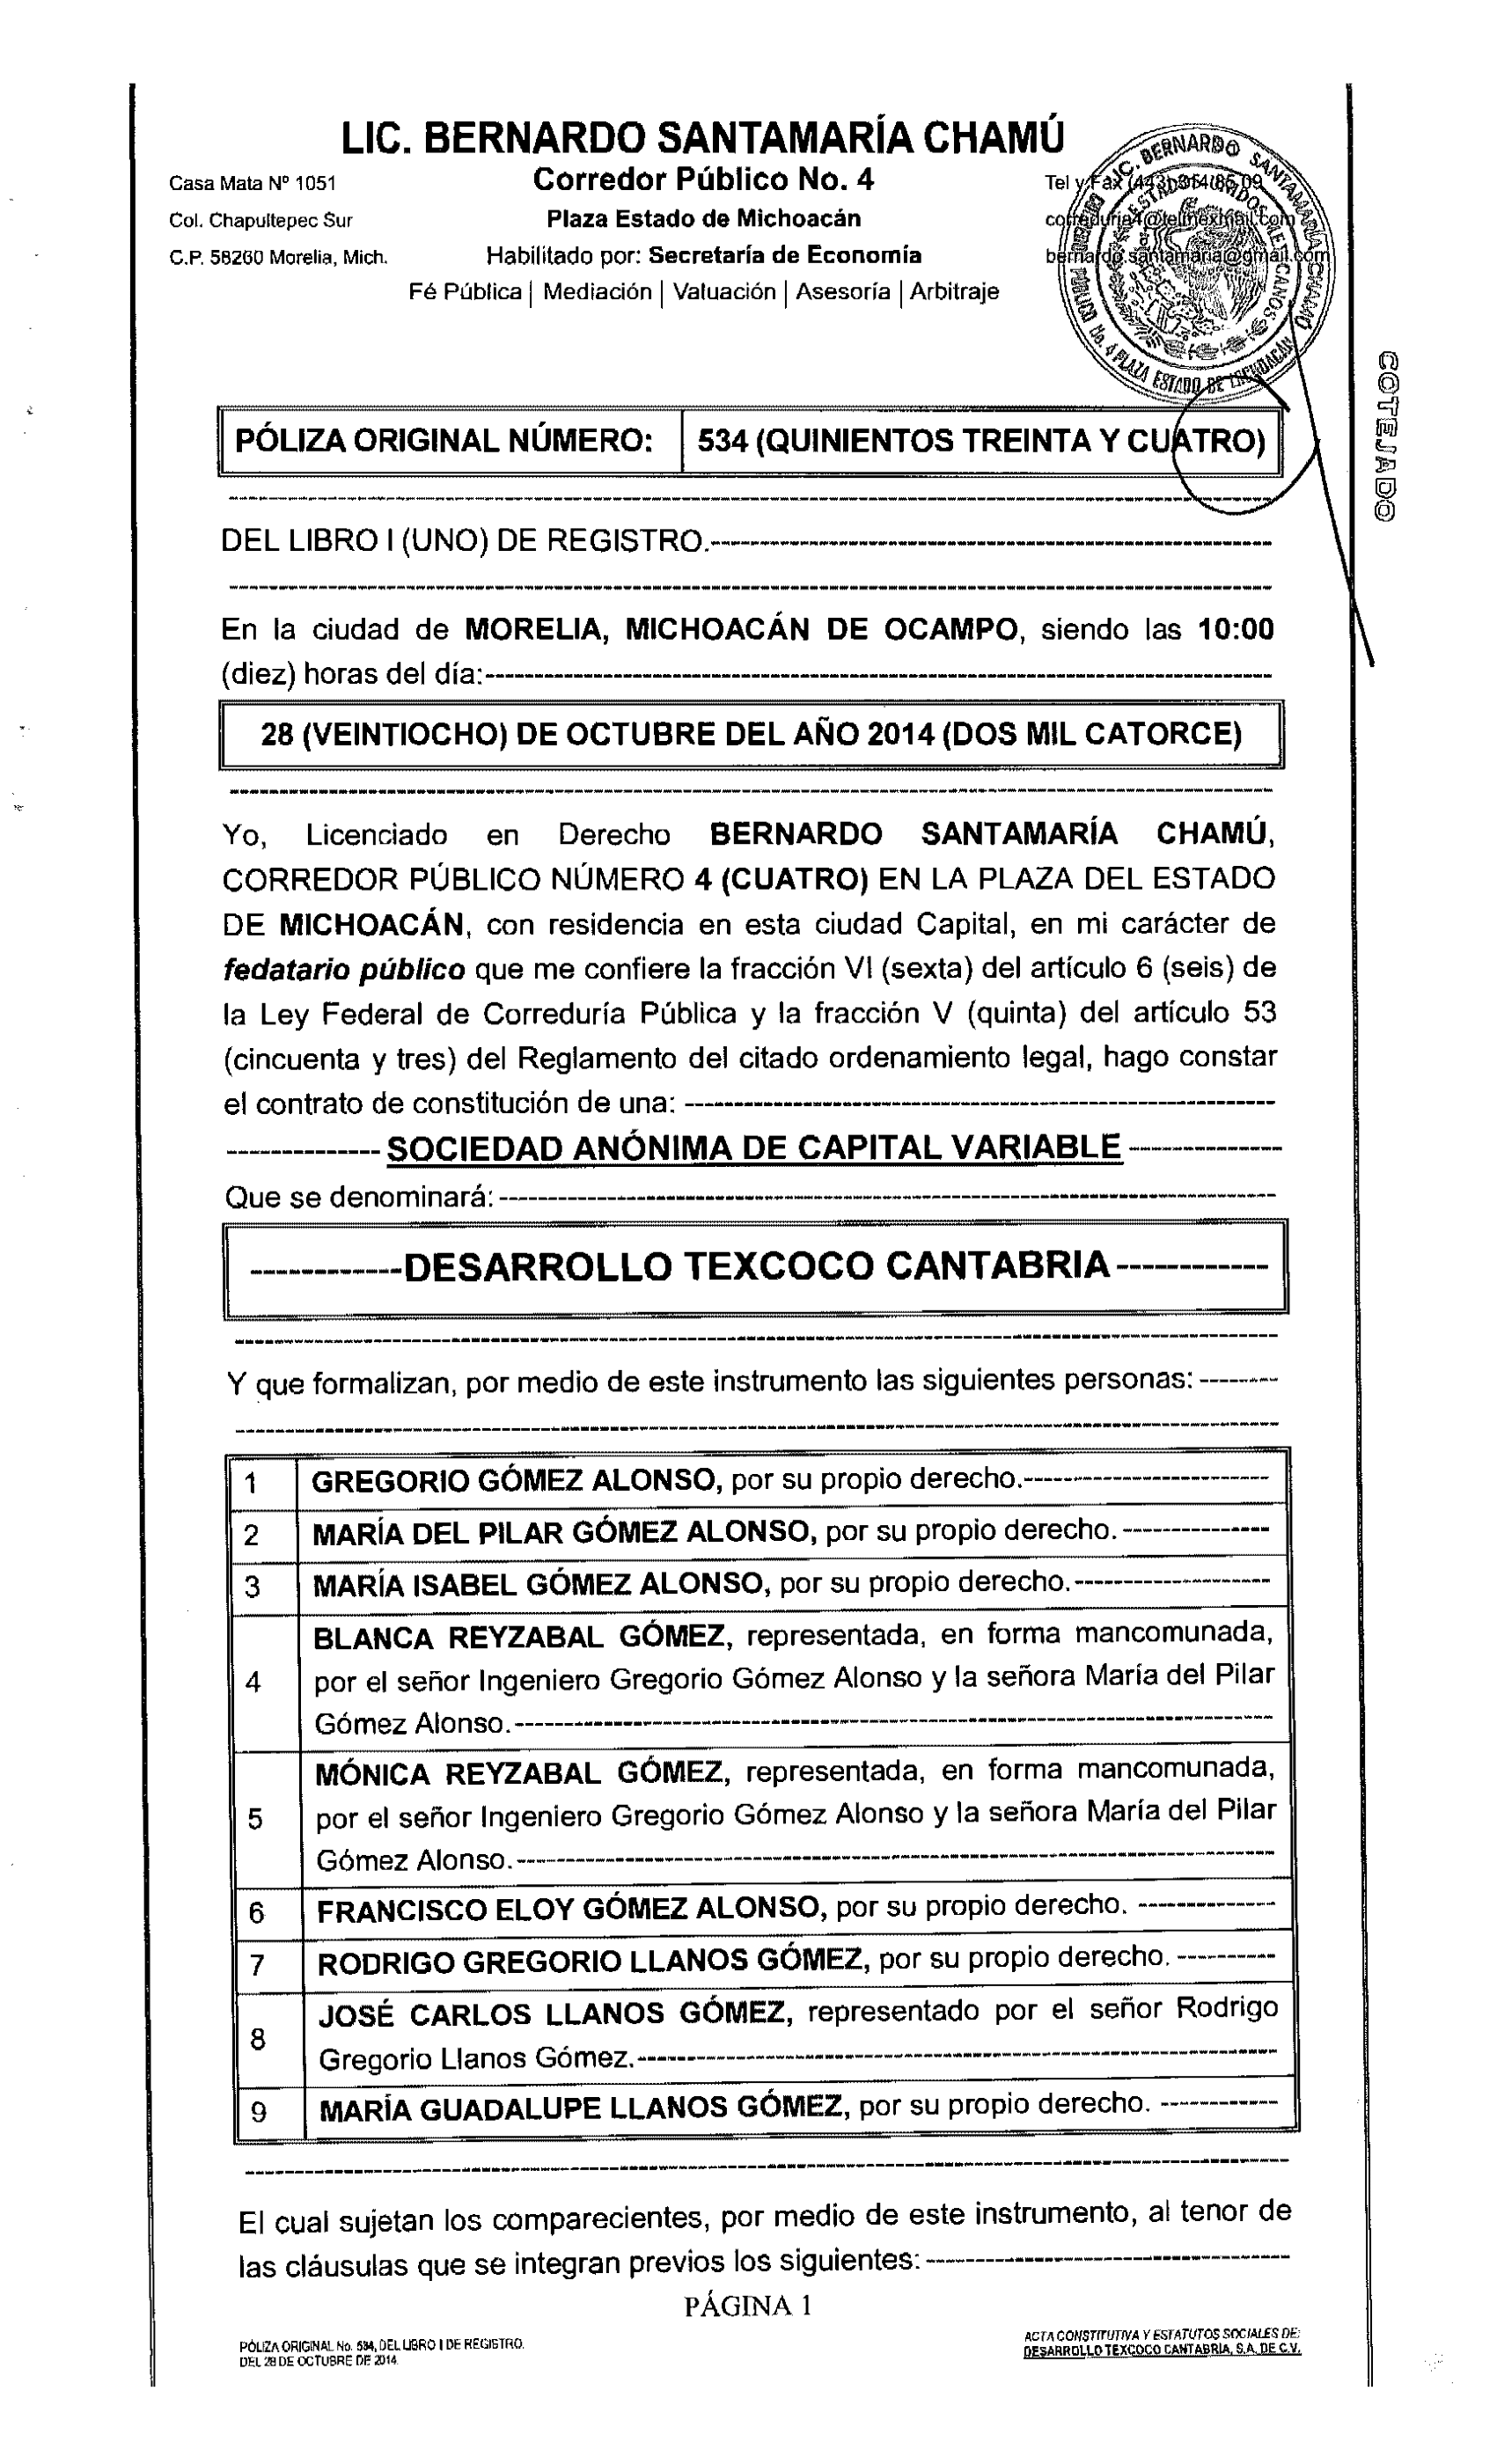 LIC. BERNARDO SANTAMARÍA CHAMÚ
Casa Mata Nº 1051
Corredor Público No. 4
Tel y Fax (443)
Col. Chapultepec Sur
Plaza Estado de Michoacán
correduria4@telmexmail.com
C.P. 58260 Morelia, Mich.
Habilitado por: Secretaría de Economía
bernardo.santamaria@gmail.com
Fé Pública | Mediación | Valuación | Asesoría | Arbitraje
LIC. BERNARDO SANTAMARÍA CHAMÚ
PÚBLICO No. 4 PLAZA ESTADO DE MICHOACÁN
COTEJADO
PÓLIZA ORIGINAL NÚMERO: 534 (QUINIENTOS TREINTA Y CUATRO)
DEL LIBRO I (UNO) DE REGISTRO.
En la ciudad de MORELIA, MICHOACÁN DE OCAMPO, siendo las 10:00
(diez) horas del día:
28 (VEINTIOCHO) DE OCTUBRE DEL AÑO 2014 (DOS MIL CATORCE)
Yo, Licenciado en Derecho BERNARDO SANTAMARÍA CHAMÚ,
CORREDOR PÚBLICO NÚMERO 4 (CUATRO) EN LA PLAZA DEL ESTADO
DE MICHOACÁN, con residencia en esta ciudad Capital, en mi carácter de
fedatario público que me confiere la fracción VI (sexta) del artículo 6 (seis) de
la Ley Federal de Correduría Pública y la fracción V (quinta) del artículo 53
(cincuenta y tres) del Reglamento del citado ordenamiento legal, hago constar
el contrato de constitución de una:
SOCIEDAD ANÓNIMA DE CAPITAL VARIABLE
Que se denominará:
DESARROLLO TEXCOCO CANTABRIA
Y que formalizan, por medio de este instrumento las siguientes personas:
1 GREGORIO GÓMEZ ALONSO, por su propio derecho.
2 MARÍA DEL PILAR GÓMEZ ALONSO, por su propio derecho.
3 MARÍA ISABEL GÓMEZ ALONSO, por su propio derecho.
BLANCA REYZABAL GÓMEZ, representada, en forma mancomunada,
4 por el señor Ingeniero Gregorio Gómez Alonso y la señora María del Pilar
Gómez Alonso.
MÓNICA REYZABAL GÓMEZ, representada, en forma mancomunada,
5 por el señor Ingeniero Gregorio Gómez Alonso y la señora María del Pilar
Gómez Alonso.
6 FRANCISCO ELOY GÓMEZ ALONSO, por su propio derecho.
7 RODRIGO GREGORIO LLANOS GÓMEZ, por su propio derecho.
8 JOSÉ CARLOS LLANOS GÓMEZ, representado por el señor Rodrigo
Gregorio Llanos Gómez.
9 MARÍA GUADALUPE LLANOS GÓMEZ, por su propio derecho.
El cual sujetan los comparecientes, por medio de este instrumento, al tenor de
las cláusulas que se integran previos los siguientes:
PÁGINA 1
PÓLIZA ORIGINAL No. 534, DEL LIBRO I DE REGISTRO.
DEL 28 DE OCTUBRE DE 2014.
ACTA CONSTITUTIVA Y ESTATUTOS SOCIALES DE:
DESARROLLO TEXCOCO CANTABRIA, S.A. DE C.V.